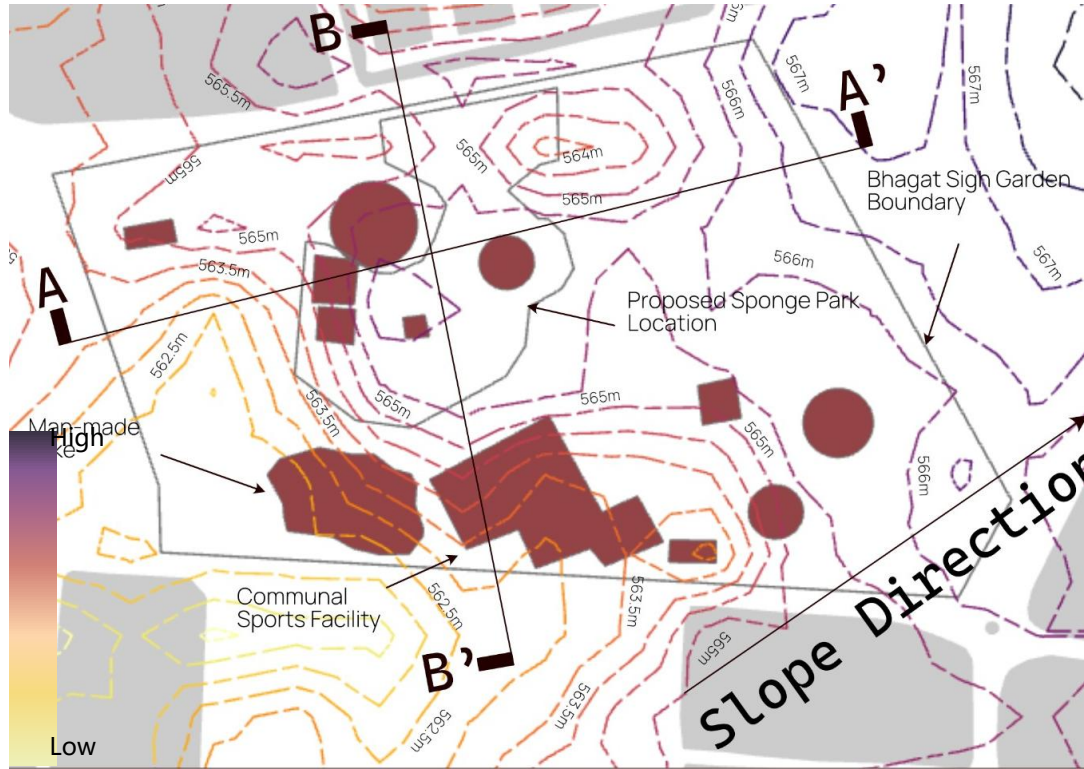 B
565.5m
567m
566m
567m
A’
565m
565m
564m
565m
Bhagat Sigh Garden
Boundary
565m
563.5m
566m
567m
A
Proposed Sponge Park
Location
562.5m
563.5m
565m
565m
565m
Man-made
High
566m
Communal
Sports Facility
562.5m
563.5m
565m
B’
563.5m
562.5m
Slope Direction
Low